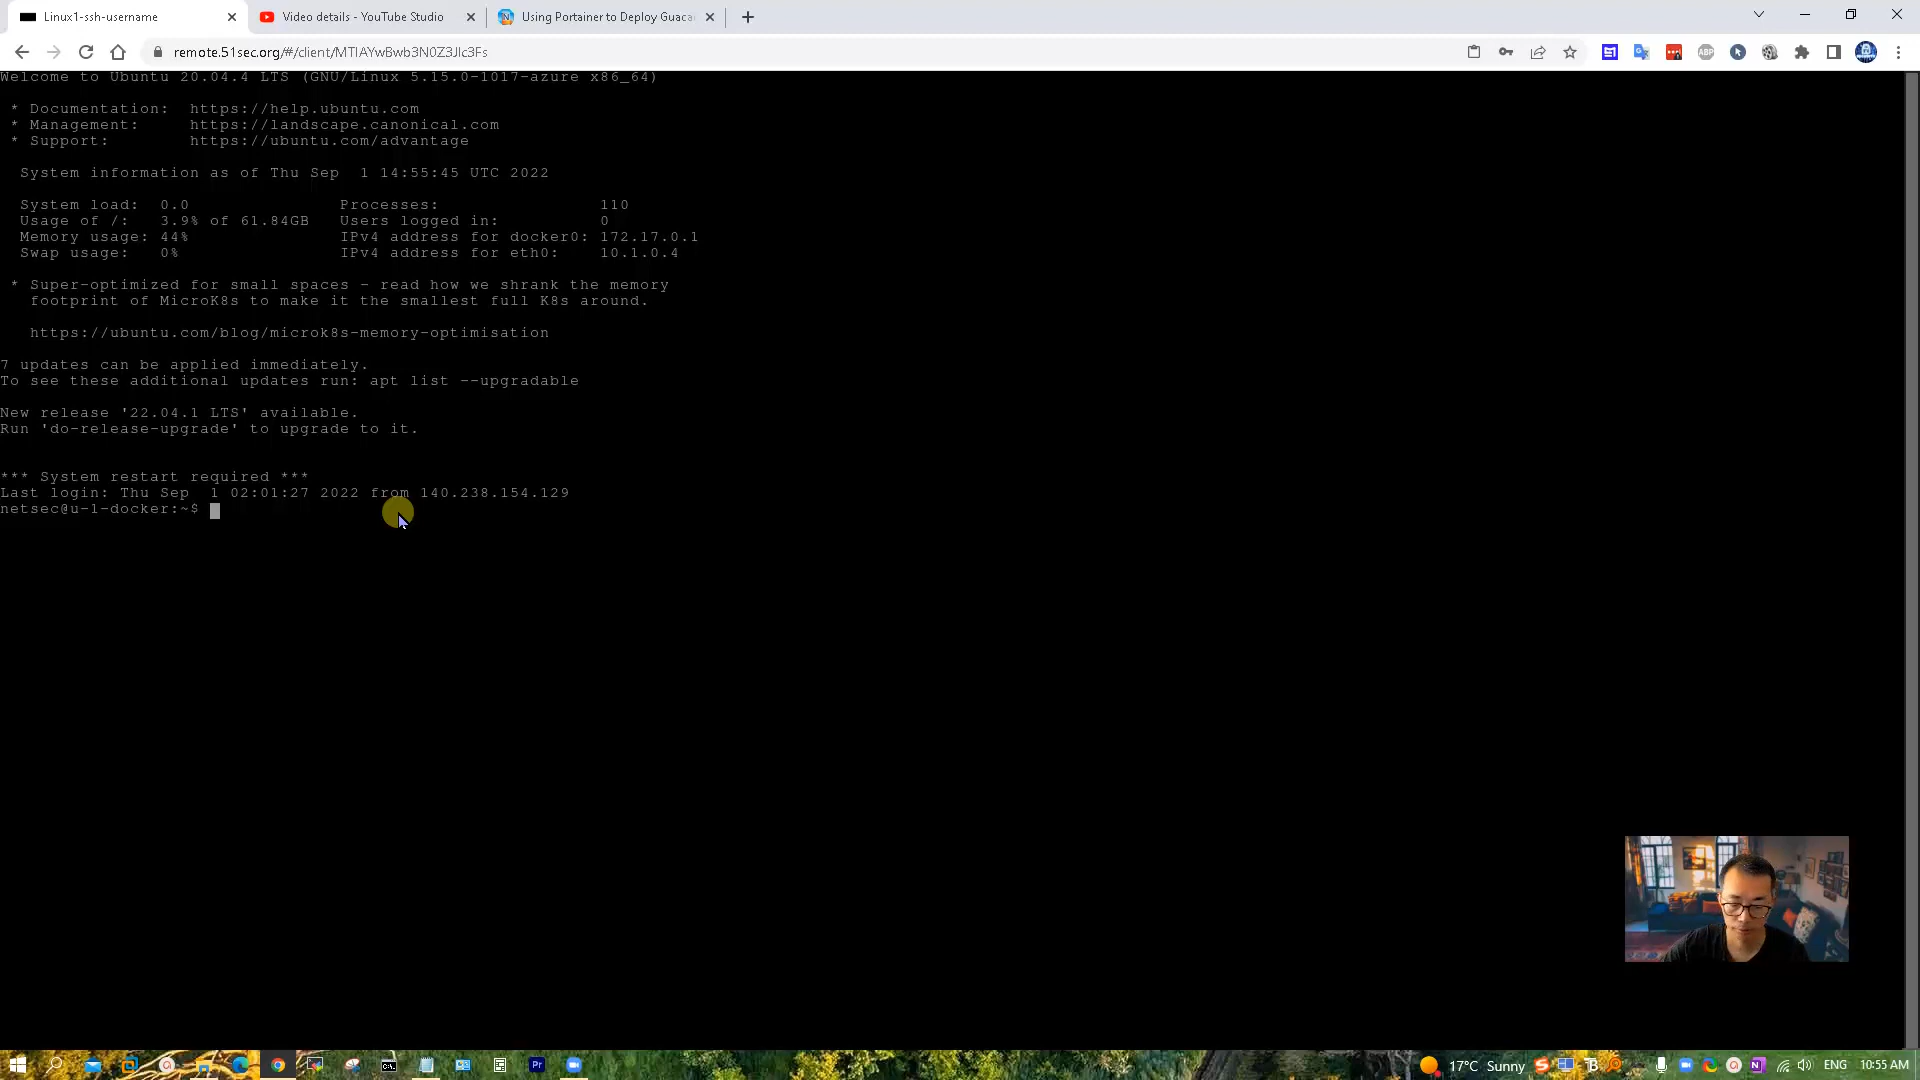 Linux1-ssh-username
Video details - YouTube Studio
Using Portainer to Deploy Guaca
remote.51sec.org/#/client/MTIAYwBwb3N0Z3Jlc3Fs
Welcome to Ubuntu 20.04.4 LTS (GNU/Linux 5.15.0-1017-azure x86_64)
* Documentation: https://help.ubuntu.com
* Management: https://landscape.canonical.com
* Support: https://ubuntu.com/advantage
System information as of Thu Sep 1 14:55:45 UTC 2022
System load: 0.0 Processes: 110
Usage of /: 3.9% of 61.84GB Users logged in: 0
Memory usage: 44% IPv4 address for docker0: 172.17.0.1
Swap usage: 0% IPv4 address for eth0: 10.1.0.4
* Super-optimized for small spaces - read how we shrank the memory
footprint of MicroK8s to make it the smallest full K8s around.
https://ubuntu.com/blog/microk8s-memory-optimisation
7 updates can be applied immediately.
To see these additional updates run: apt list --upgradable
New release '22.04.1 LTS' available.
Run 'do-release-upgrade' to upgrade to it.
*** System restart required ***
Last login: Thu Sep 1 02:01:27 2022 from 140.238.154.129
netsec@u-1-docker:~$
17°C Sunny
ENG
10:55 AM